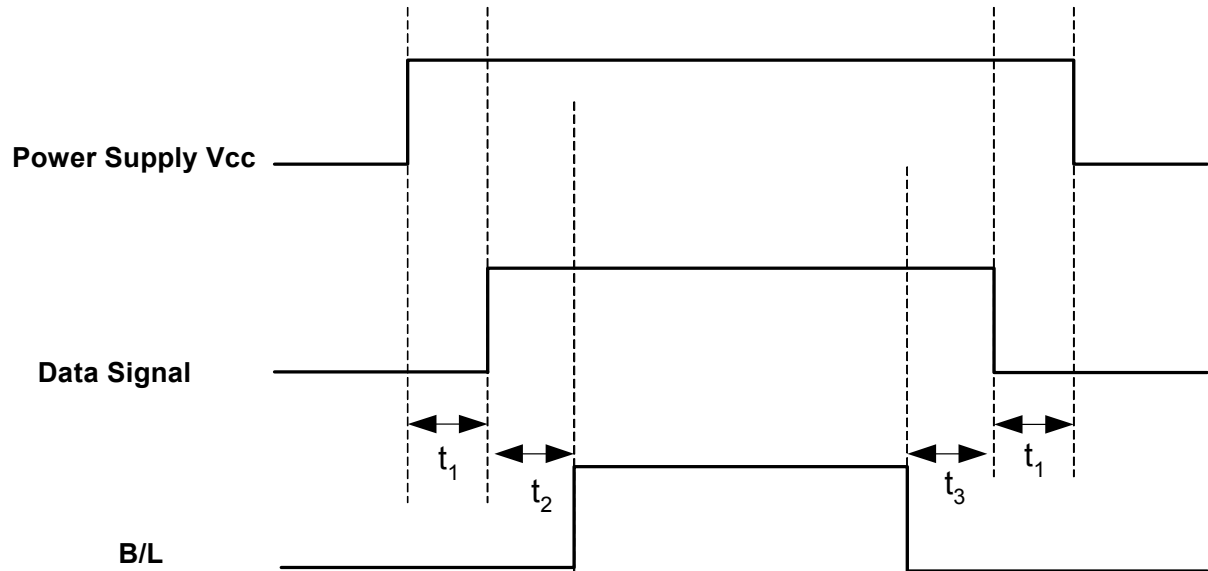 Power Supply Vcc
Data Signal
t₁
t₂
t₃
t₁
B/L